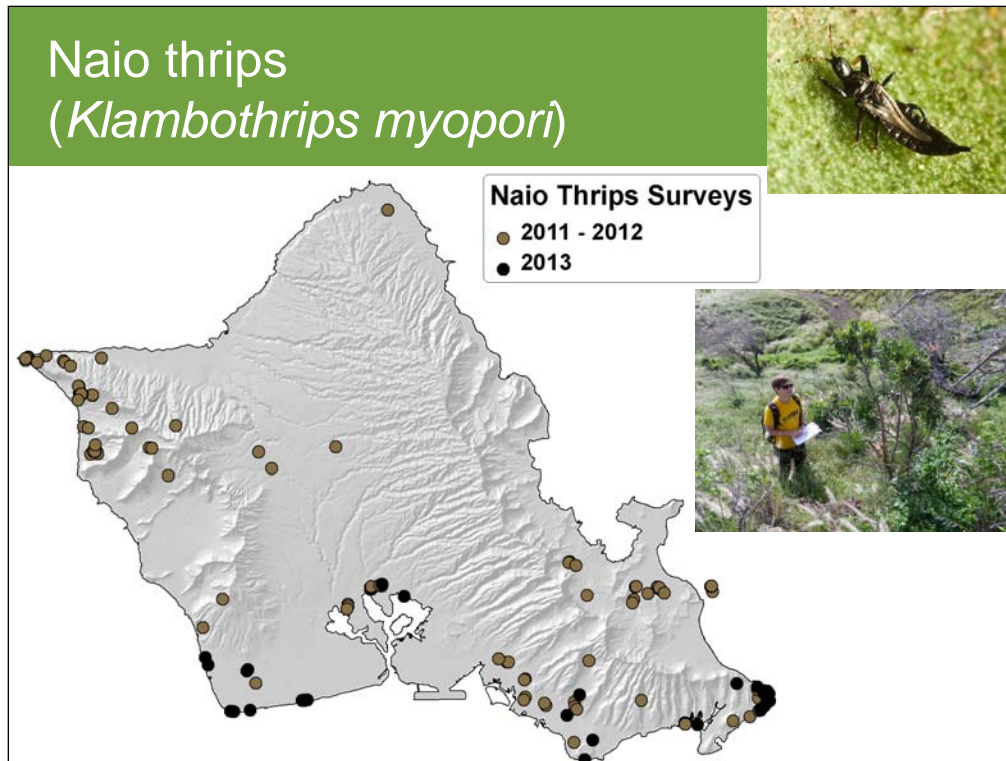 Naio thrips
(Klambothrips myopori)
Naio Thrips Surveys
2011 - 2012
2013